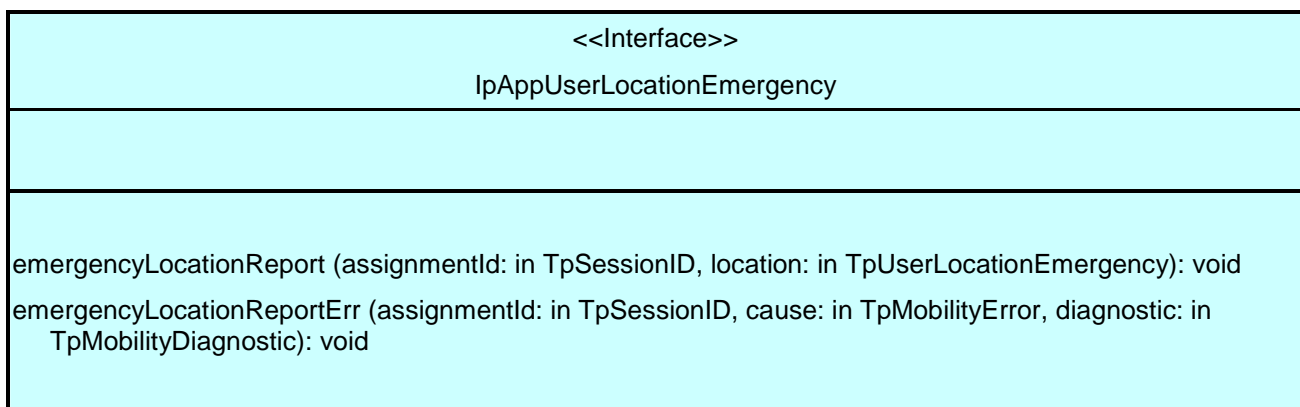 <<Interface>>
IpAppUserLocationEmergency
emergencyLocationReport (assignmentId: in TpSessionID, location: in TpUserLocationEmergency): void
emergencyLocationReportErr (assignmentId: in TpSessionID, cause: in TpMobilityError, diagnostic: in
TpMobilityDiagnostic): void